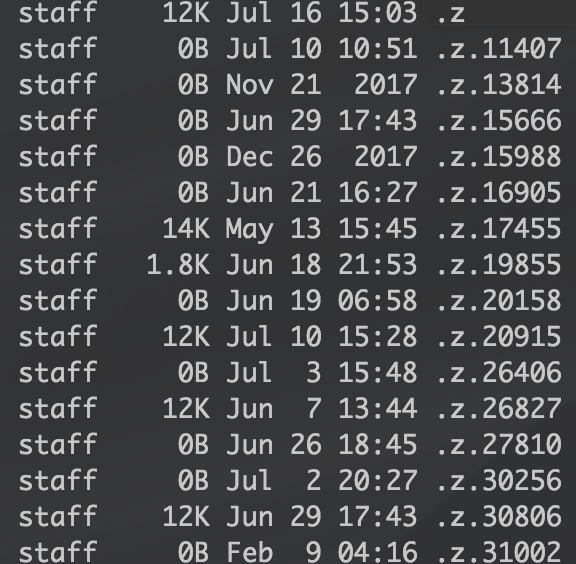 staff 12K Jul 16 15:03 .z
staff 0B Jul 10 10:51 .z.11407
staff 0B Nov 21 2017 .z.13814
staff 0B Jun 29 17:43 .z.15666
staff 0B Dec 26 2017 .z.15988
staff 0B Jun 21 16:27 .z.16905
staff 14K May 13 15:45 .z.17455
staff 1.8K Jun 18 21:53 .z.19855
staff 0B Jun 19 06:58 .z.20158
staff 12K Jul 10 15:28 .z.20915
staff 0B Jul 3 15:48 .z.26406
staff 12K Jun 7 13:44 .z.26827
staff 0B Jun 26 18:45 .z.27810
staff 0B Jul 2 20:27 .z.30256
staff 12K Jun 29 17:43 .z.30806
staff 0B Feb 9 04:16 .z.31002